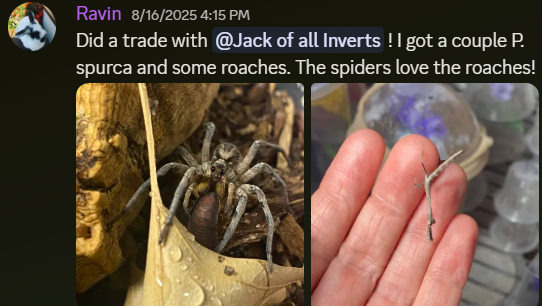 Ravin 8/16/2025 4:15 PM
Did a trade with @Jack of all Inverts ! I got a couple P.
spurca and some roaches. The spiders love the roaches!